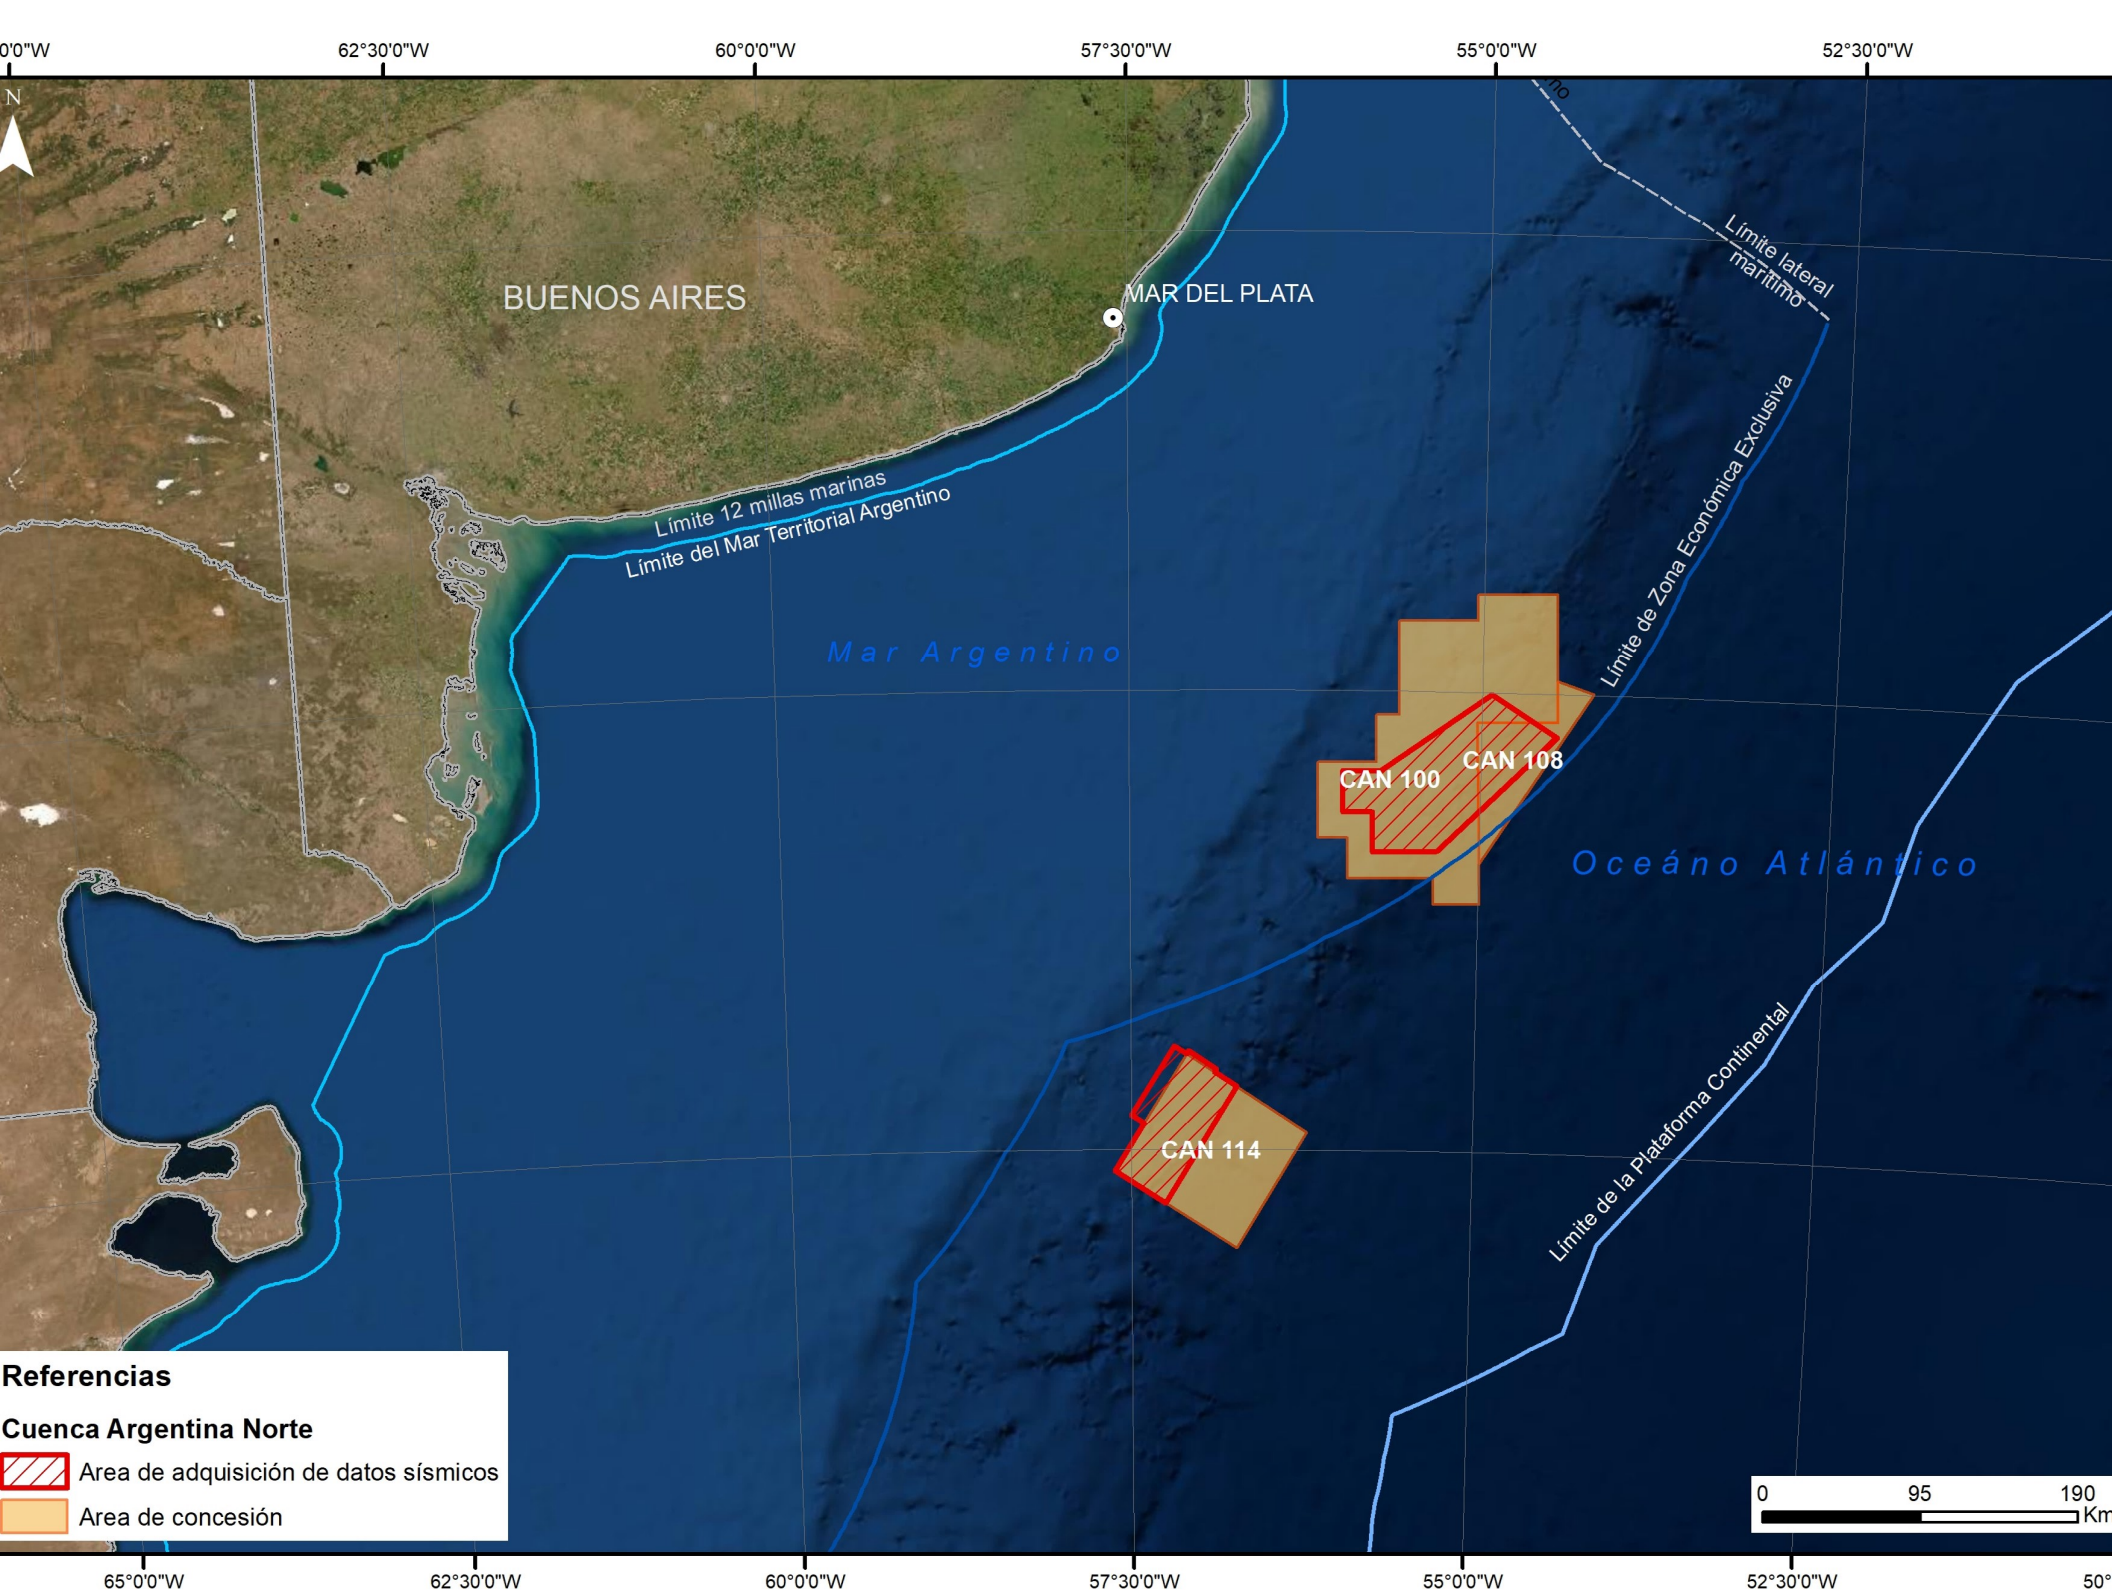 0'0"W
62°30'0"W
60°0'0"W
57°30'0"W
55°0'0"W
52°30'0"W
N
no
Límite lateral
marítimo
BUENOS AIRES
MAR DEL PLATA
Límite de Zona Económica Exclusiva
Límite 12 millas marinas
Límite del Mar Territorial Argentino
Mar Argentino
CAN 108
CAN 100
Oceáno Atlántico
Límite de la Plataforma Continental
CAN 114
Referencias
Cuenca Argentina Norte
Area de adquisición de datos sísmicos
Area de concesión
0 95 190
Km
65°0'0"W
62°30'0"W
60°0'0"W
57°30'0"W
55°0'0"W
52°30'0"W
50°